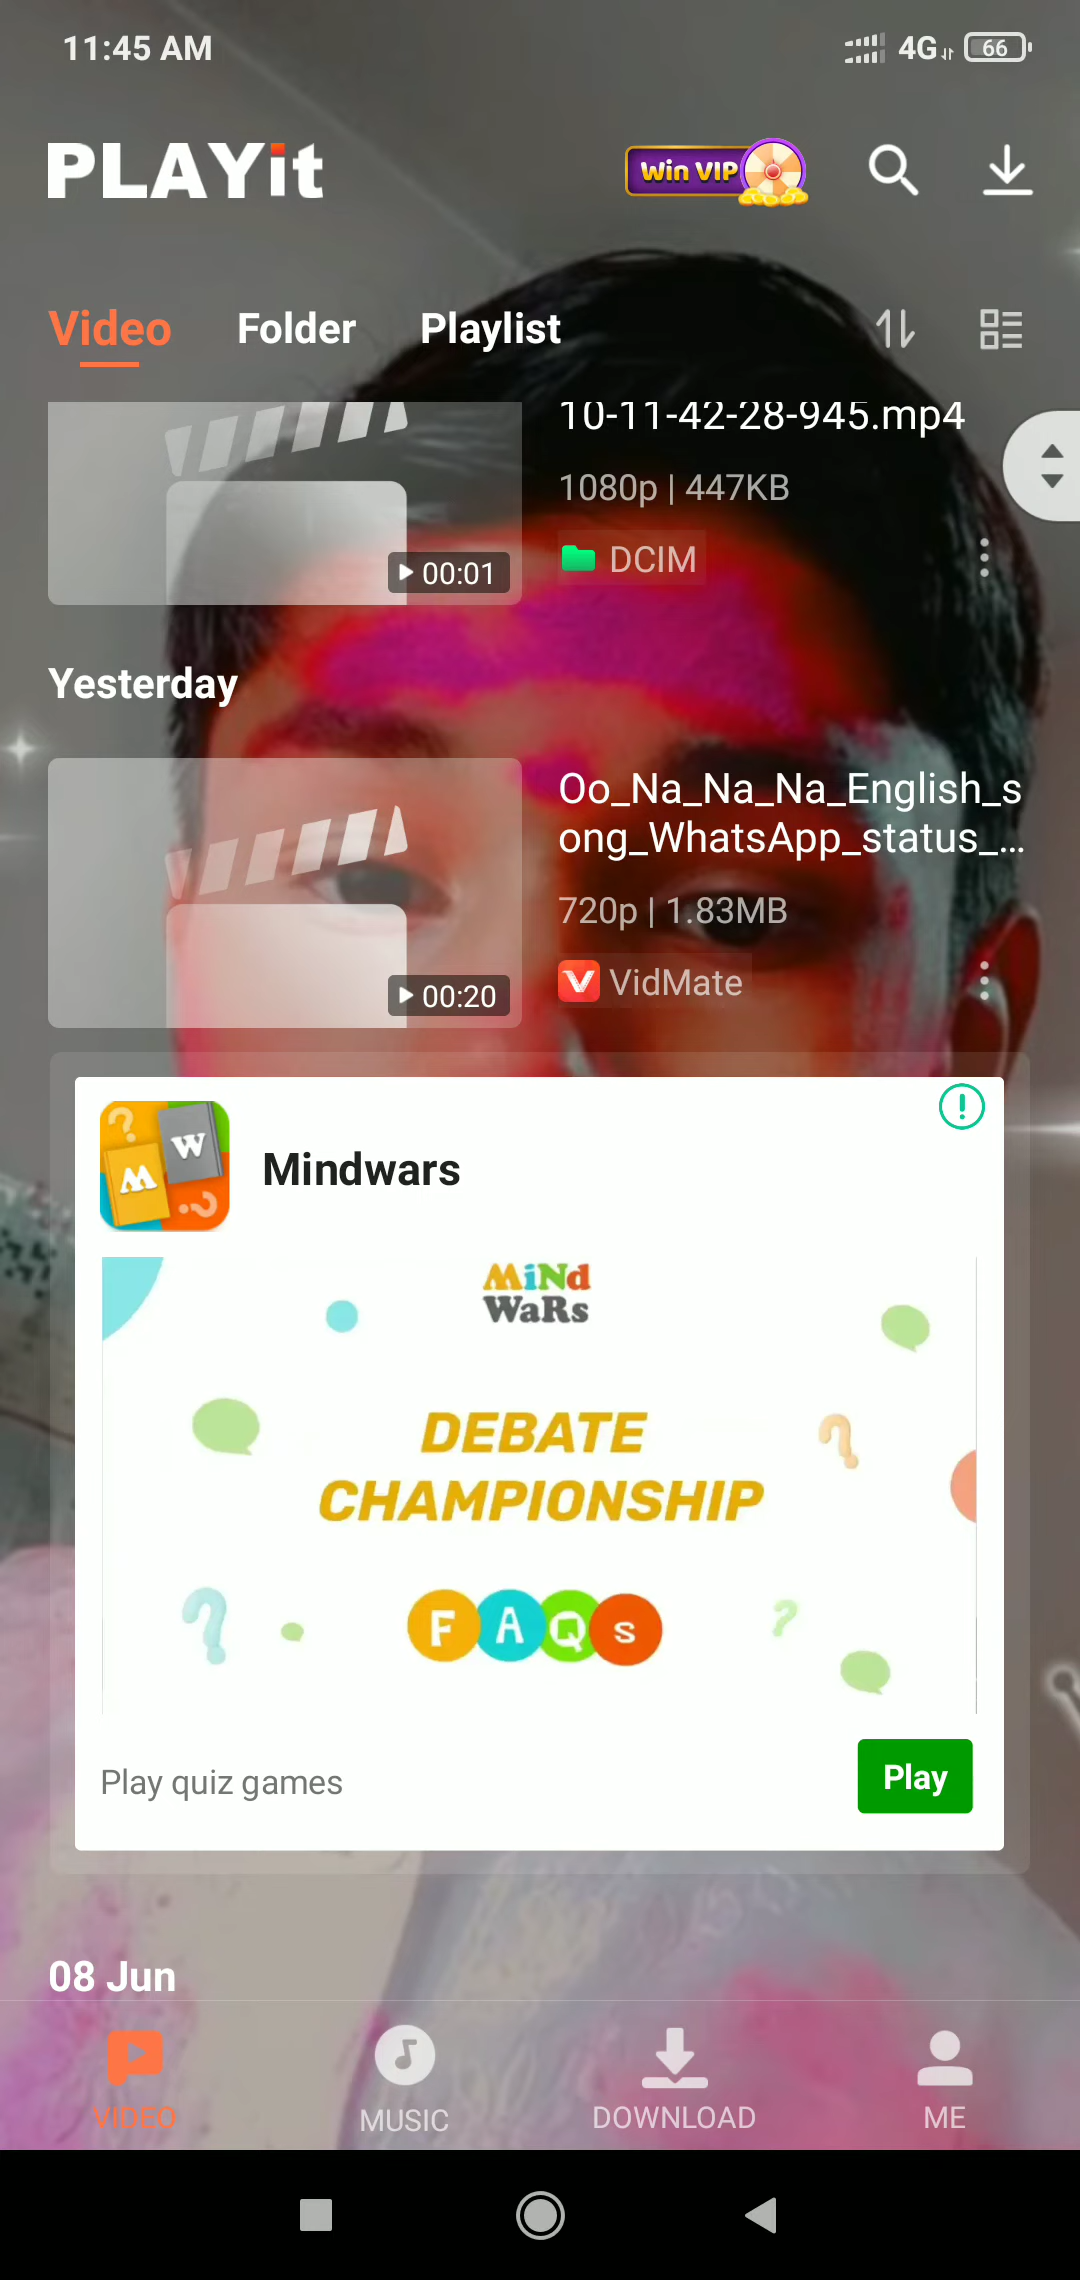 11:45 AM
4G
66
PLAYit
Win VIP
Video
Folder
Playlist
10-11-42-28-945.mp4
1080p | 447KB
DCIM
00:01
Yesterday
Oo_Na_Na_Na_English_s
ong_WhatsApp_status_...
720p | 1.83MB
VidMate
00:20
M
W
Mindwars
MiNd
WaRs
DEBATE
CHAMPIONSHIP
FAQs
Play quiz games
Play
08 Jun
VIDEO
MUSIC
DOWNLOAD
ME